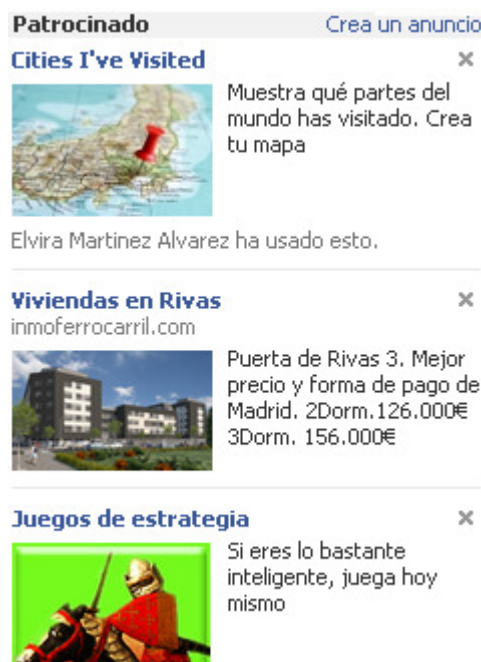 Patrocinado
Crea un anuncio
Cities I've Visited
Muestra qué partes del
mundo has visitado. Crea
tu mapa
Elvira Martinez Alvarez ha usado esto.
Viviendas en Rivas
inmoferrocarril.com
Puerta de Rivas 3. Mejor
precio y forma de pago de
Madrid. 2Dorm.126.000€
3Dorm. 156.000€
Juegos de estrategia
Si eres lo bastante
inteligente, juega hoy
mismo